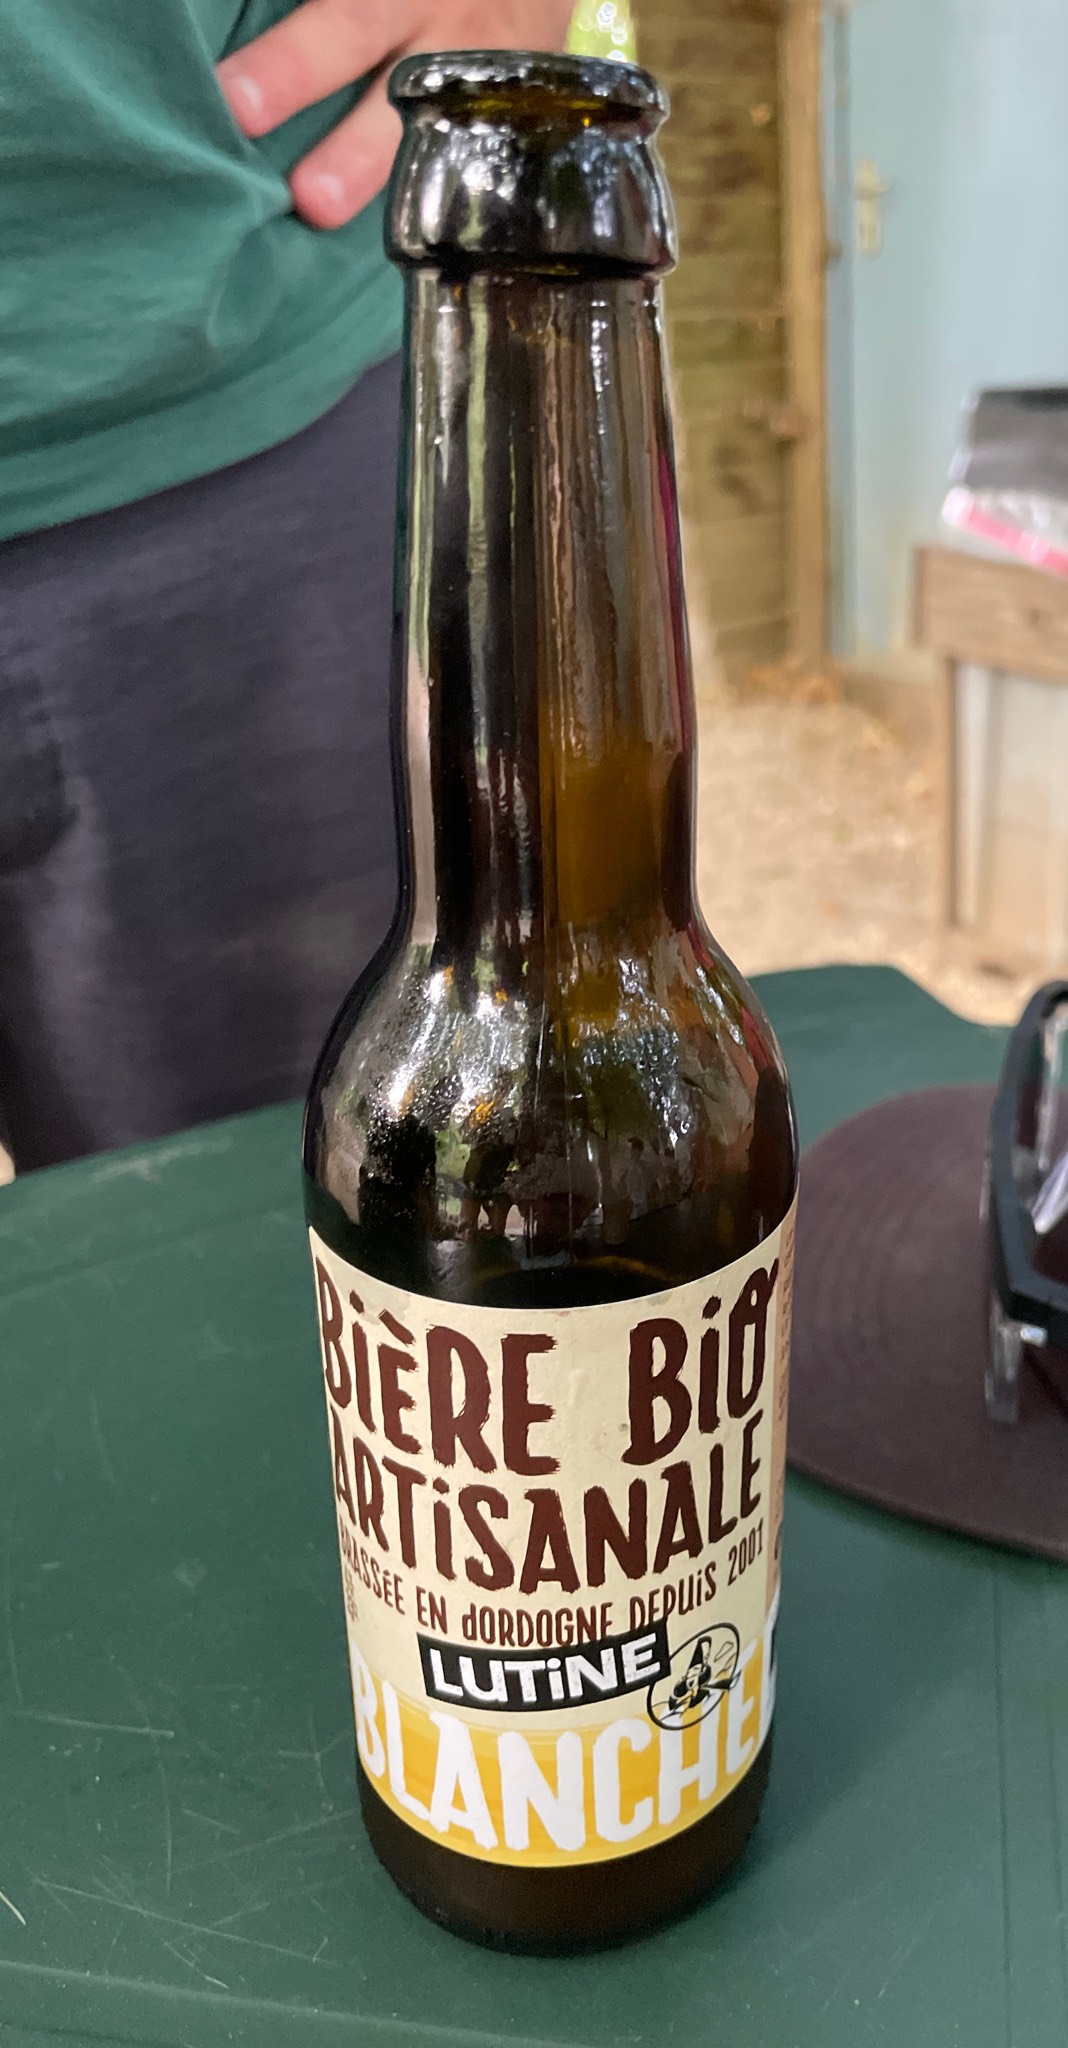 BiÈRE BiO
ARTiSANALE
BRASSÉE EN dORDOGNE DEPUiS 2001
LUTiNE
BLANCHE